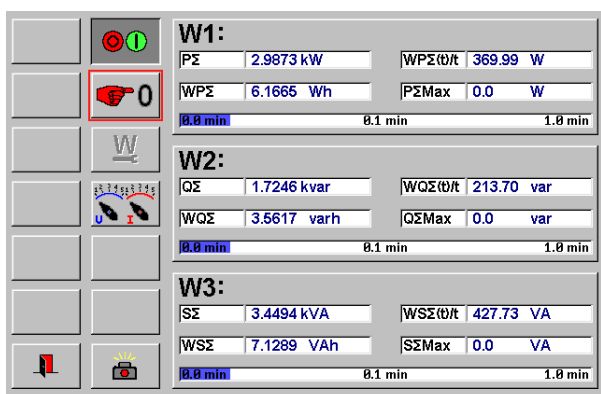 W1:
PΣ 2.9873 kW WPΣ(t)/t 369.99 W
0
WPΣ 6.1665 Wh PΣMax 0.0 W
0.0 min 0.1 min 1.0 min
W
W2:
QΣ 1.7246 kvar WQΣ(t)/t 213.70 var
U I
WQΣ 3.5617 varh QΣMax 0.0 var
0.0 min 0.1 min 1.0 min
W3:
SΣ 3.4494 kVA WSΣ(t)/t 427.73 VA
WSΣ 7.1289 VAh SΣMax 0.0 VA
0.0 min 0.1 min 1.0 min